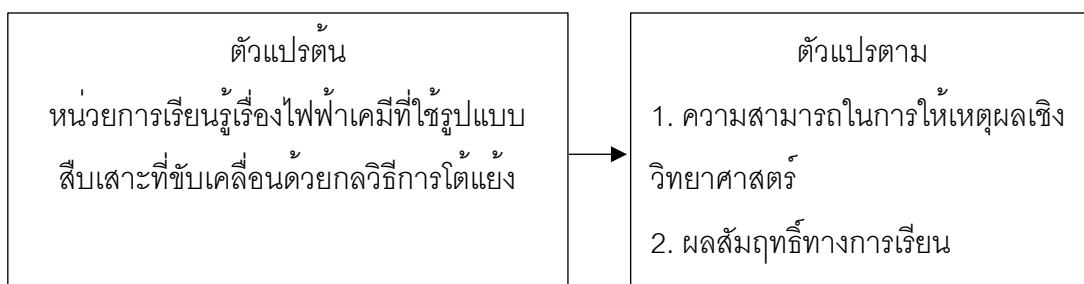 ตัวแปรต้น
หน่วยการเรียนรู้เรื่องไฟฟ้าเคมีที่ใช้รูปแบบ
สืบเสาะที่ขับเคลื่อนด้วยกลวิธีการโต้แย้ง
ตัวแปรตาม
1. ความสามารถในการให้เหตุผลเชิง
วิทยาศาสตร์
2. ผลสัมฤทธิ์ทางการเรียน